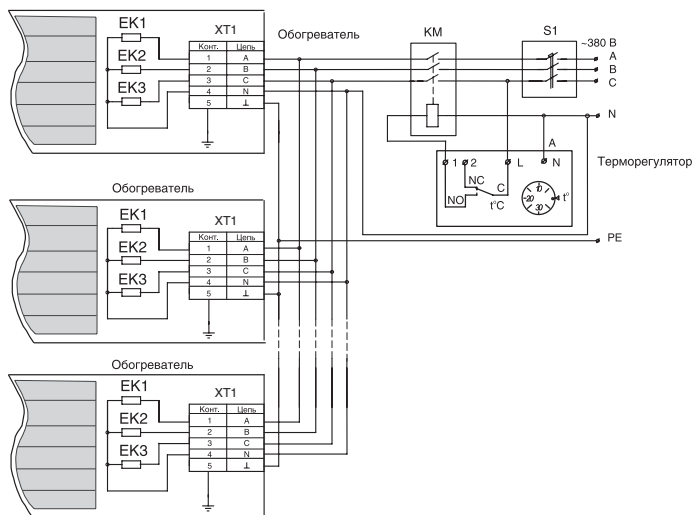 EK1
EK2
EK3
XT1
Конт. Цепь
1 A
2 B
3 C
4 N
5 ⊥
Обогреватель
KM
S1
~380 В
A
B
C
N
A
1 2 L N
NC
NO
C
t°C
10
-20
30
t°
Терморегулятор
PE
Обогреватель
EK1
EK2
EK3
XT1
Конт. Цепь
1 A
2 B
3 C
4 N
5 ⊥
Обогреватель
EK1
EK2
EK3
XT1
Конт. Цепь
1 A
2 B
3 C
4 N
5 ⊥